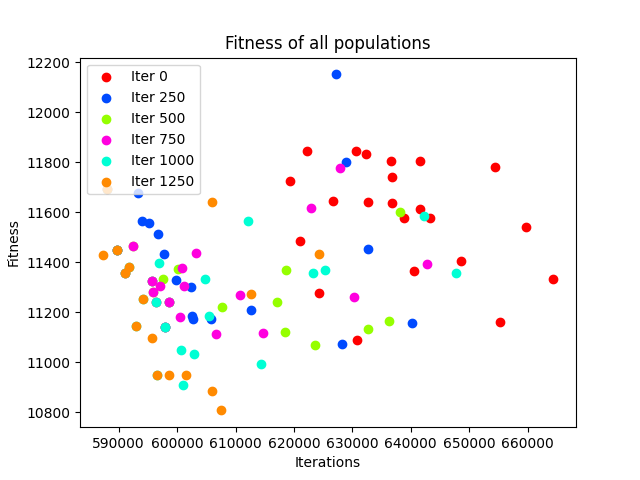 Fitness of all populations
12200
12000
11800
11600
11400
11200
11000
10800
Fitness
Iter 0
Iter 250
Iter 500
Iter 750
Iter 1000
Iter 1250
590000 600000 610000 620000 630000 640000 650000 660000
Iterations